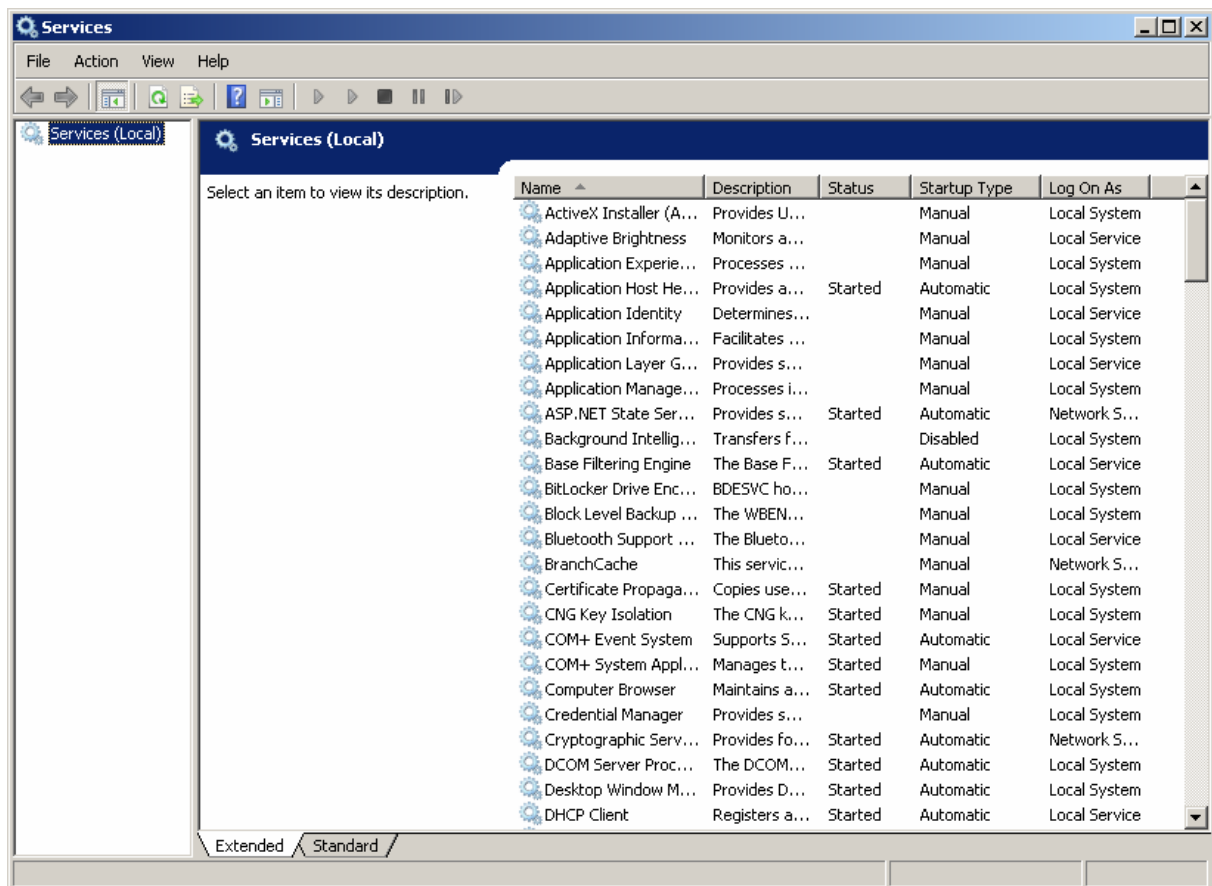 Services
File Action View Help
Services (Local)
Services (Local)
Select an item to view its description.
Name Description Status Startup Type Log On As
ActiveX Installer (A... Provides U... Manual Local System
Adaptive Brightness Monitors a... Manual Local Service
Application Experie... Processes ... Manual Local System
Application Host He... Provides a... Started Automatic Local System
Application Identity Determines... Manual Local Service
Application Informa... Facilitates ... Manual Local System
Application Layer G... Provides s... Manual Local Service
Application Manage... Processes i... Manual Local System
ASP.NET State Ser... Provides s... Started Automatic Network S...
Background Intellig... Transfers f... Disabled Local System
Base Filtering Engine The Base F... Started Automatic Local Service
BitLocker Drive Enc... BDESVC ho... Manual Local System
Block Level Backup ... The WBEN... Manual Local System
Bluetooth Support ... The Blueto... Manual Local Service
BranchCache This servic... Manual Network S...
Certificate Propaga... Copies use... Started Manual Local System
CNG Key Isolation The CNG k... Started Manual Local System
COM+ Event System Supports S... Started Automatic Local Service
COM+ System Appl... Manages t... Started Manual Local System
Computer Browser Maintains a... Started Automatic Local System
Credential Manager Provides s... Manual Local System
Cryptographic Serv... Provides fo... Started Automatic Network S...
DCOM Server Proc... The DCOM... Started Automatic Local System
Desktop Window M... Provides D... Started Automatic Local System
DHCP Client Registers a... Started Automatic Local Service
Extended Standard